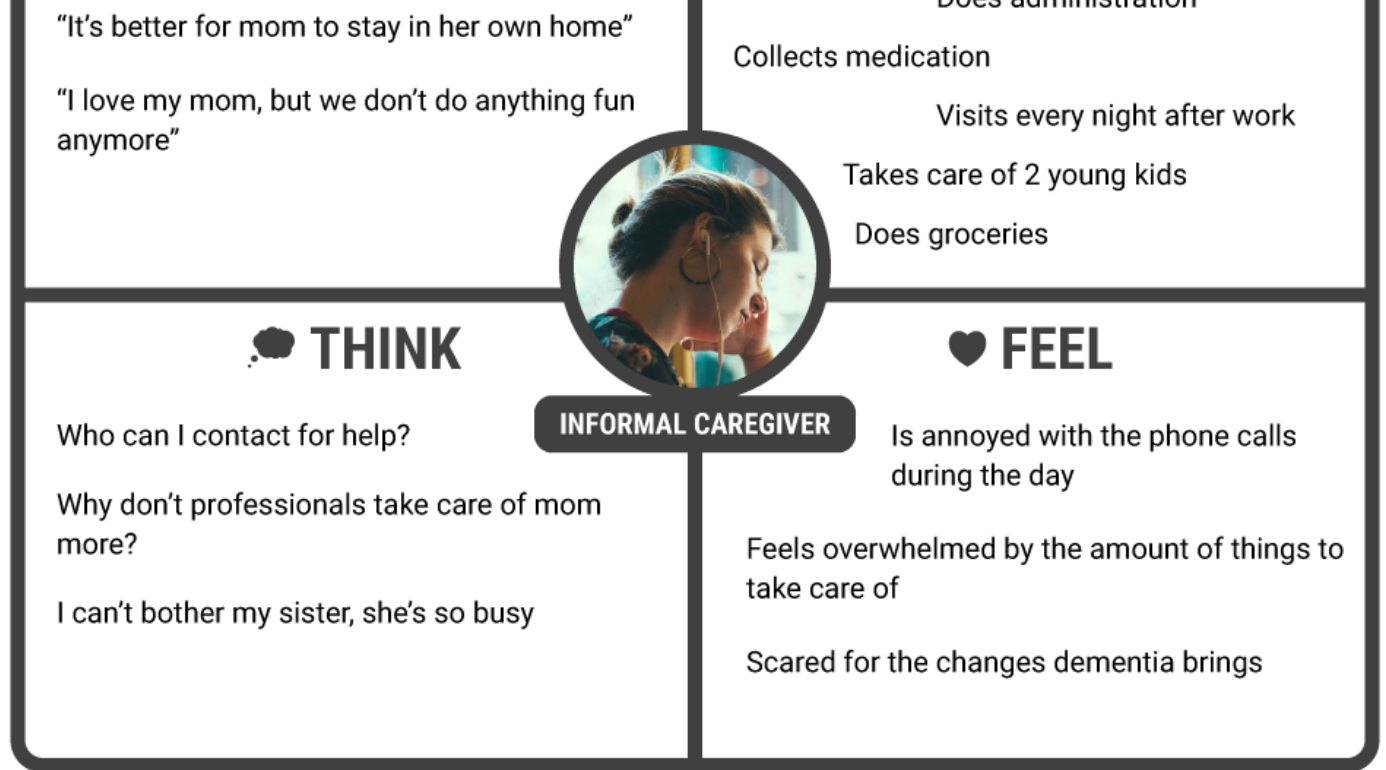 “It’s better for mom to stay in her own home”
“I love my mom, but we don’t do anything fun
anymore”
Does administration
Collects medication
Visits every night after work
Takes care of 2 young kids
Does groceries
INFORMAL CAREGIVER
THINK
Who can I contact for help?
Why don’t professionals take care of mom
more?
I can’t bother my sister, she’s so busy
FEEL
Is annoyed with the phone calls
during the day
Feels overwhelmed by the amount of things to
take care of
Scared for the changes dementia brings